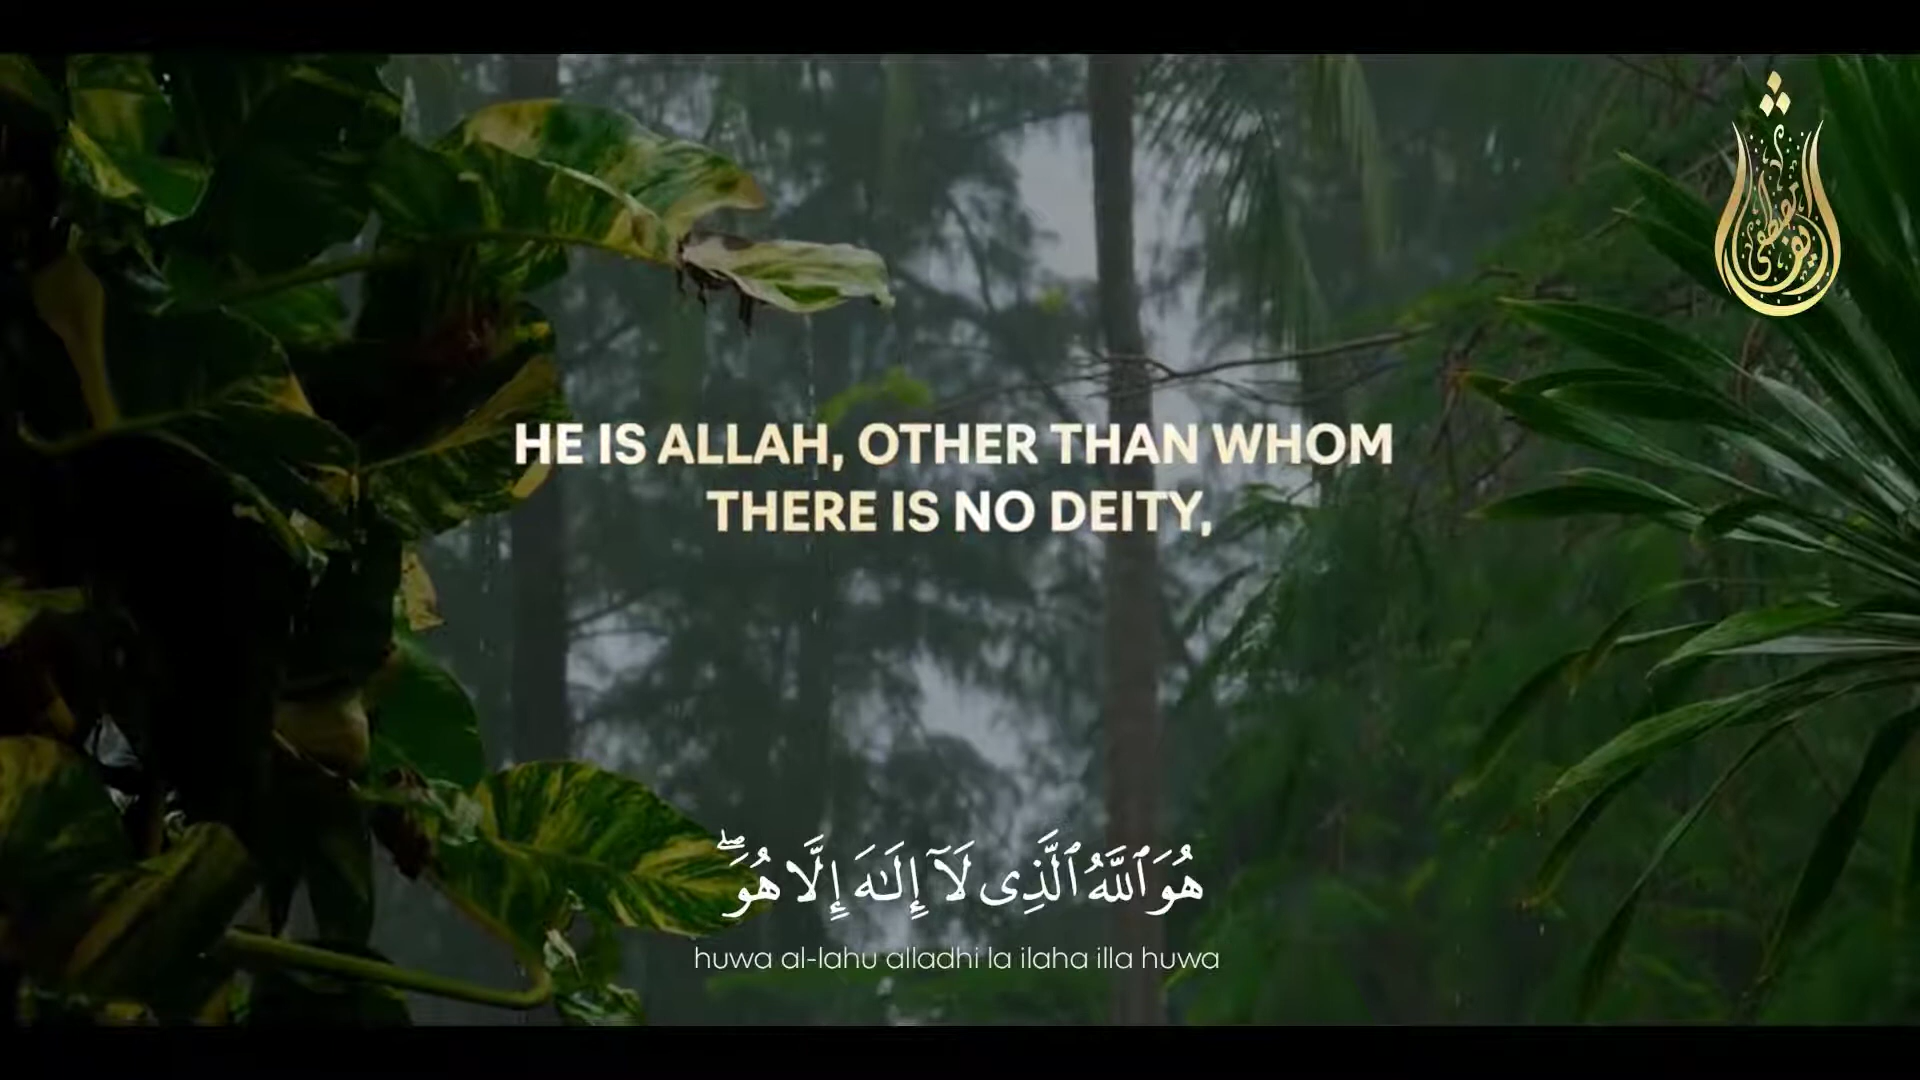 HE IS ALLAH, OTHER THAN WHOM
THERE IS NO DEITY,
هُوَ ٱللَّهُ ٱلَّذِى لَآ إِلَـٰهَ إِلَّا هُوَ ۖ
huwa al-lahu alladhi la ilaha illa huwa